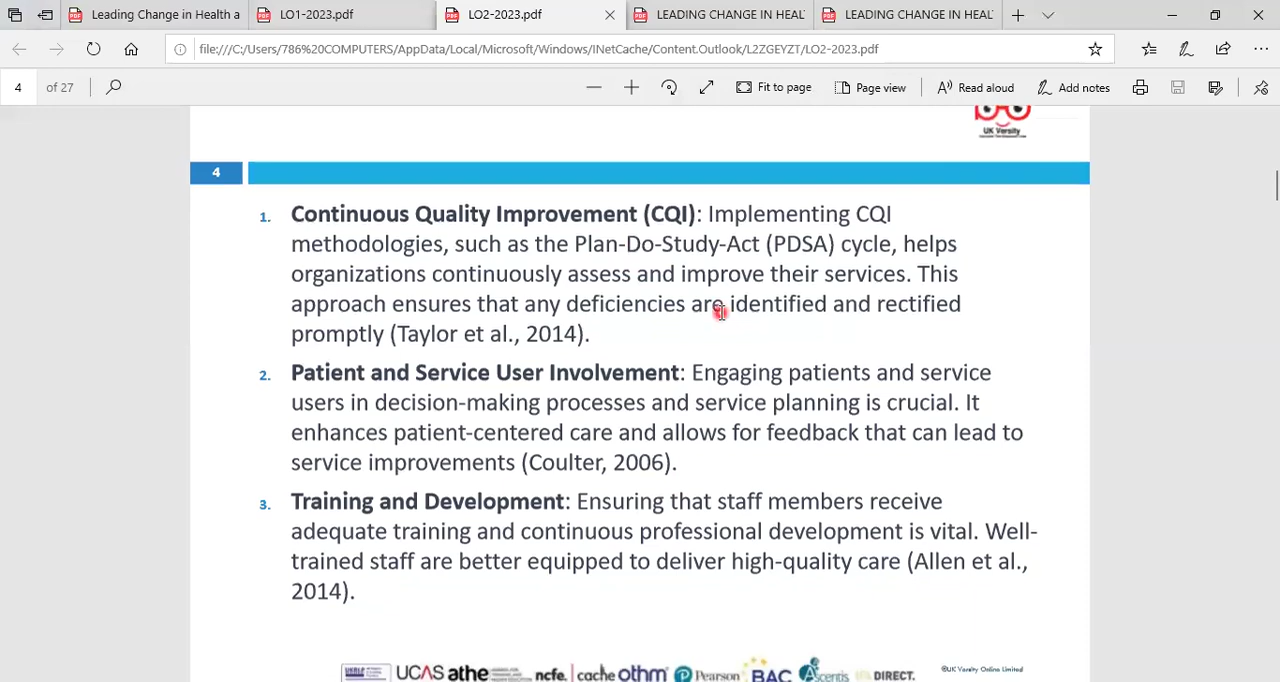 Leading Change in Health a
LO1-2023.pdf
LO2-2023.pdf
LEADING CHANGE IN HEAL
LEADING CHANGE IN HEAL
file:///C:/Users/786%20COMPUTERS/AppData/Local/Microsoft/Windows/INetCache/Content.Outlook/L2ZGEYZT/LO2-2023.pdf
4 of 27
Fit to page
Page view
Read aloud
Add notes
UK Versity
4
1. Continuous Quality Improvement (CQI): Implementing CQI
methodologies, such as the Plan-Do-Study-Act (PDSA) cycle, helps
organizations continuously assess and improve their services. This
approach ensures that any deficiencies are identified and rectified
promptly (Taylor et al., 2014).
2. Patient and Service User Involvement: Engaging patients and service
users in decision-making processes and service planning is crucial. It
enhances patient-centered care and allows for feedback that can lead to
service improvements (Coulter, 2006).
3. Training and Development: Ensuring that staff members receive
adequate training and continuous professional development is vital. Well-
trained staff are better equipped to deliver high-quality care (Allen et al.,
2014).
UCAS athe ncfe. cache othm Pearson BAC Ascentis DIRECT.
©UK Versity Online Limited